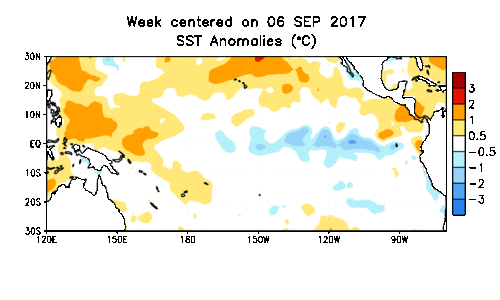 Week centered on 06 SEP 2017
SST Anomalies (°C)
30N
20N
10N
EQ
10S
20S
30S
120E 150E 180 150W 120W 90W
3
2
1
0.5
-0.5
-1
-2
-3